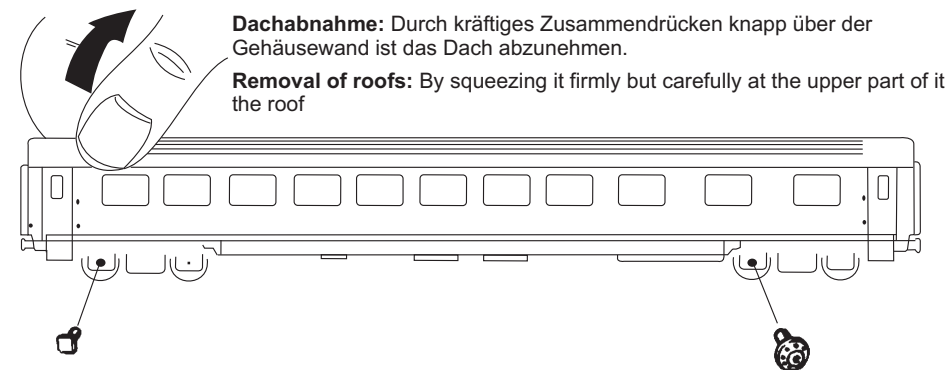 Dachabnahme: Durch kräftiges Zusammendrücken knapp über der
Gehäusewand ist das Dach abzunehmen.
Removal of roofs: By squeezing it firmly but carefully at the upper part of it
the roof